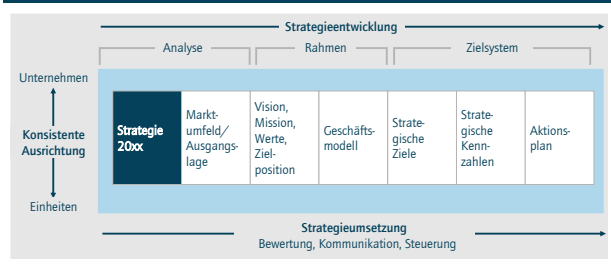 Strategieentwicklung
Analyse
Rahmen
Zielsystem
Unternehmen
Konsistente
Ausrichtung
Einheiten
Strategie
20xx
Markt-
umfeld/
Ausgangs-
lage
Vision,
Mission,
Werte,
Ziel-
position
Geschäfts-
modell
Strate-
gische
Ziele
Strate-
gische
Kenn-
zahlen
Aktions-
plan
Strategieumsetzung
Bewertung, Kommunikation, Steuerung